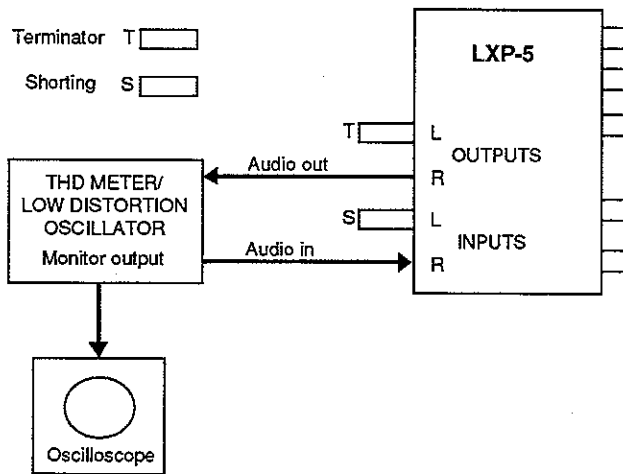 Terminator T
Shorting S
LXP-5
T L
OUTPUTS
R
S L
INPUTS
R
Audio out
THD METER/
LOW DISTORTION
OSCILLATOR
Monitor output
Audio in
Oscilloscope